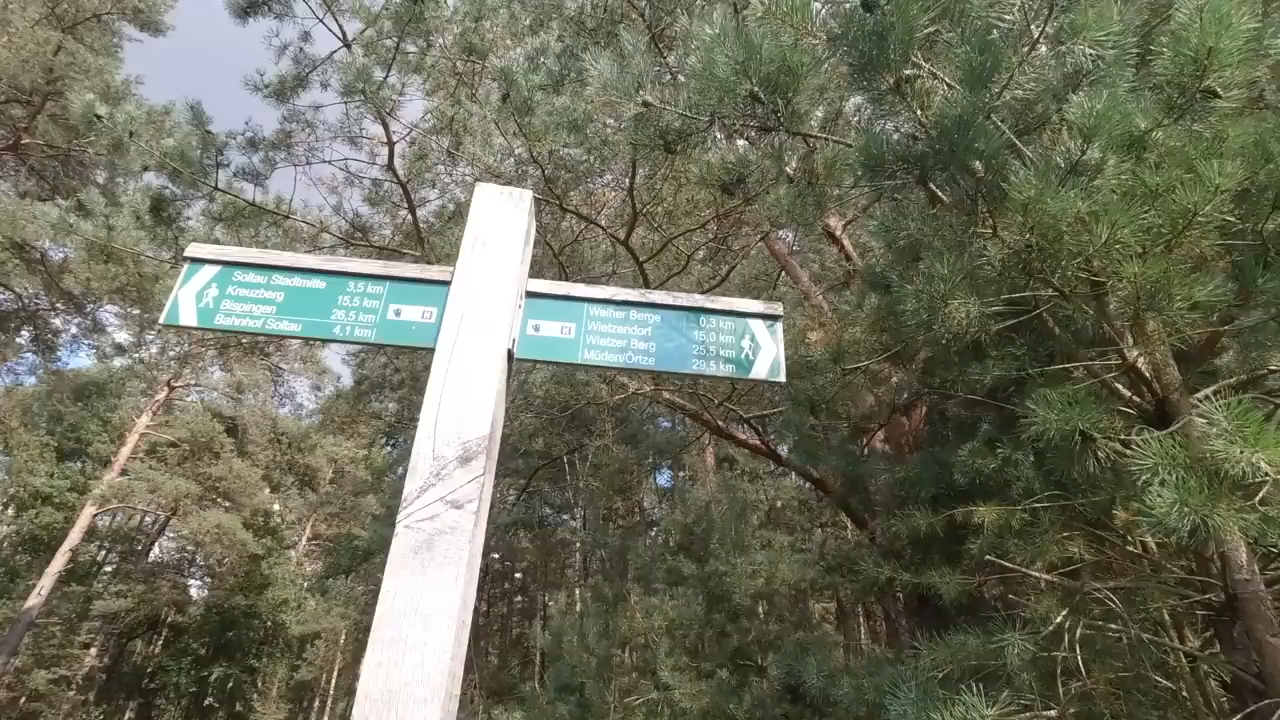 Soltau Stadtmitte 3,5 km
Kreuzberg 15,5 km
Bispingen 26,5 km
Bahnhof Soltau 4,1 km
H
H
Weiher Berge 0,3 km
Wietzendorf 15,0 km
Wietzer Berg 25,5 km
Müden/Örtze 29,5 km